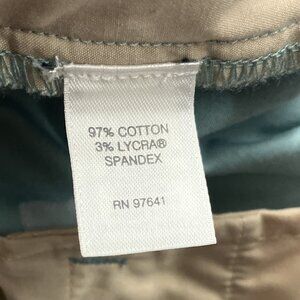 97% COTTON
3% LYCRA®
SPANDEX
RN 97641